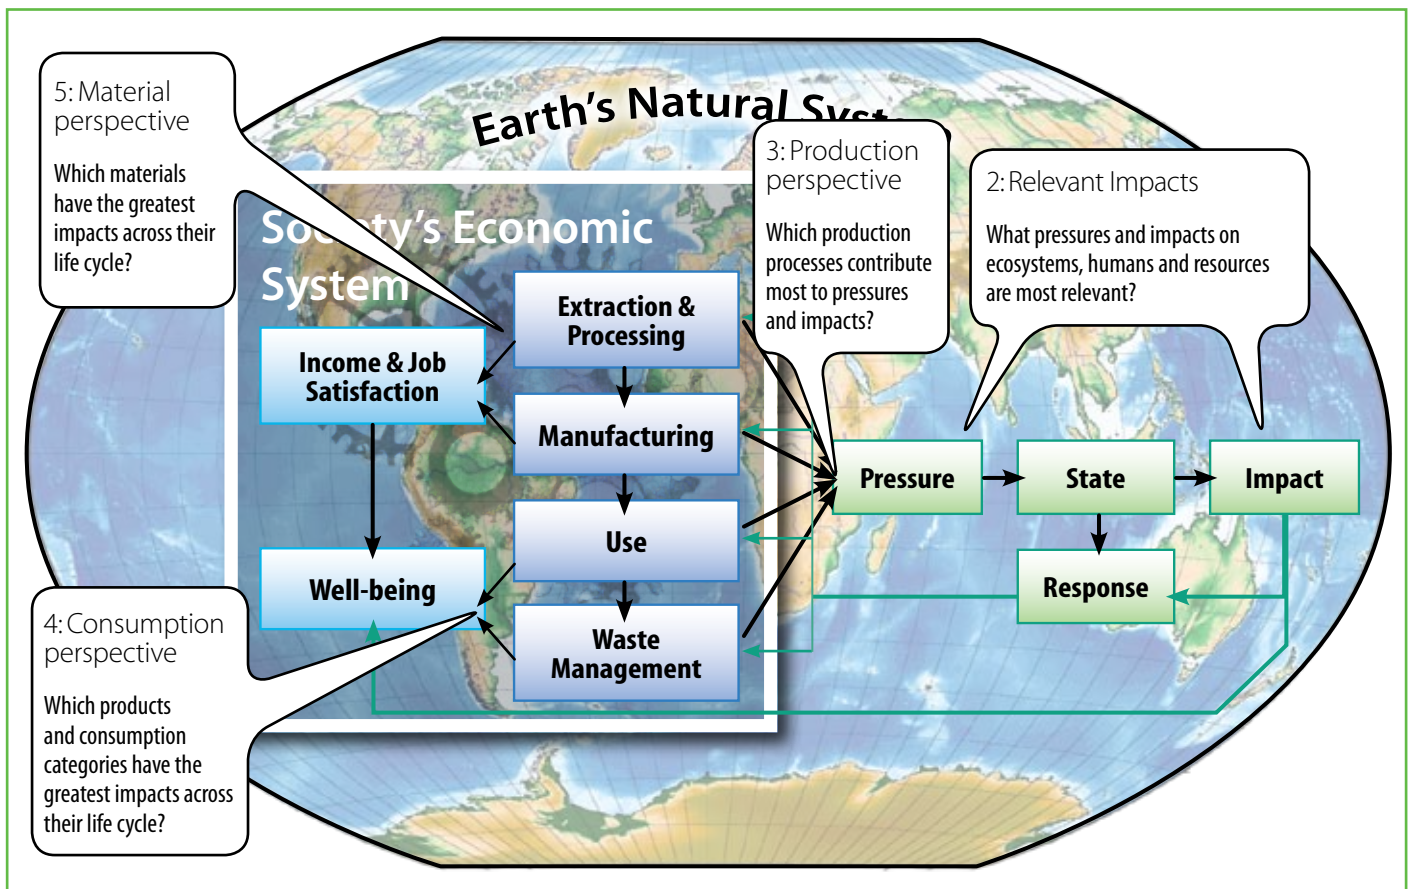 Earth's Natural System
5: Material
perspective
Which materials
have the greatest
impacts across their
life cycle?
3: Production
perspective
Which production
processes contribute
most to pressures
and impacts?
2: Relevant Impacts
What pressures and impacts on
ecosystems, humans and resources
are most relevant?
Society's Economic
System
Extraction &
Processing
Income & Job
Satisfaction
Manufacturing
Pressure
State
Impact
Use
Well-being
Response
Waste
Management
4: Consumption
perspective
Which products
and consumption
categories have the
greatest impacts across
their life cycle?